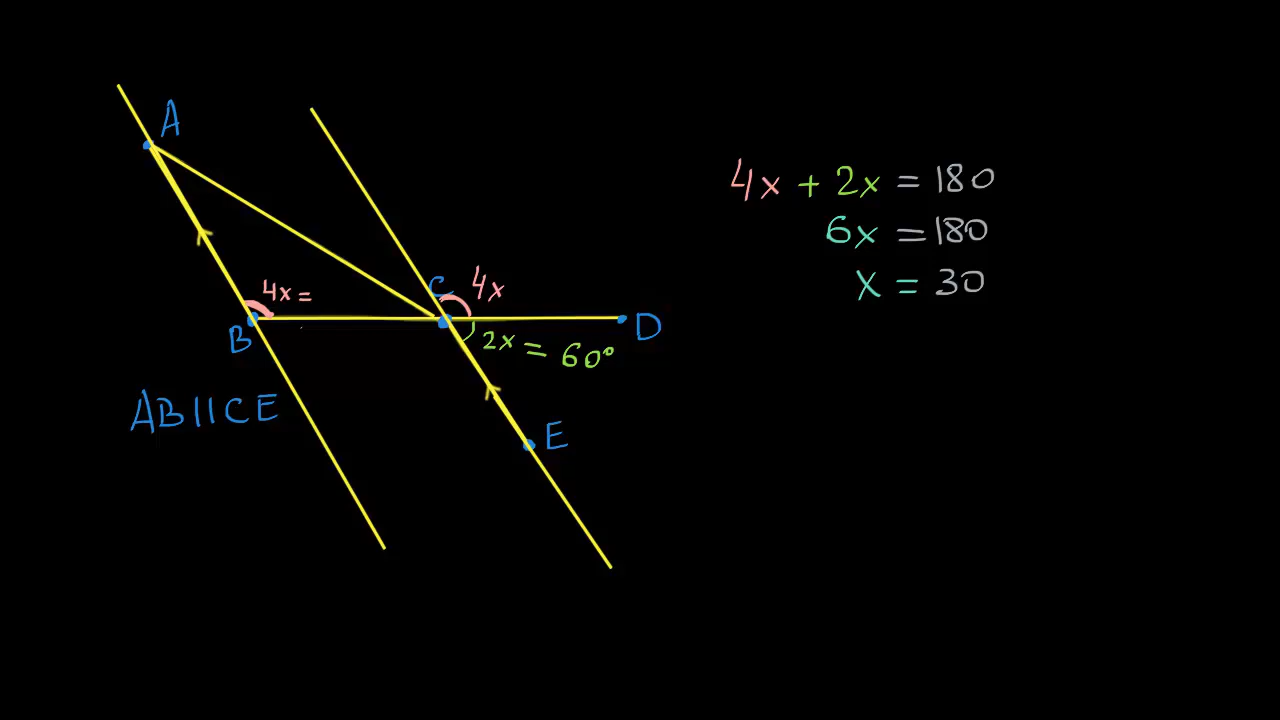 A
4x + 2x = 180
6x = 180
x = 30
C
4x
4x =
B
D
2x = 60°
AB||CE
E